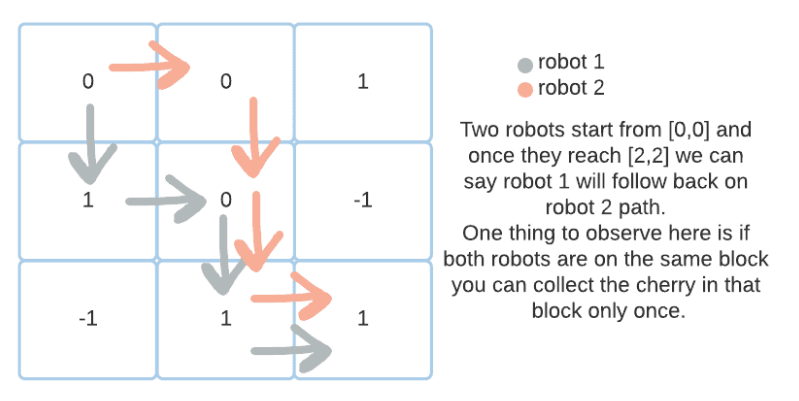 0 0 1
1 0 -1
-1 1 1
robot 1
robot 2
Two robots start from [0,0] and
once they reach [2,2] we can
say robot 1 will follow back on
robot 2 path.
One thing to observe here is if
both robots are on the same block
you can collect the cherry in that
block only once.